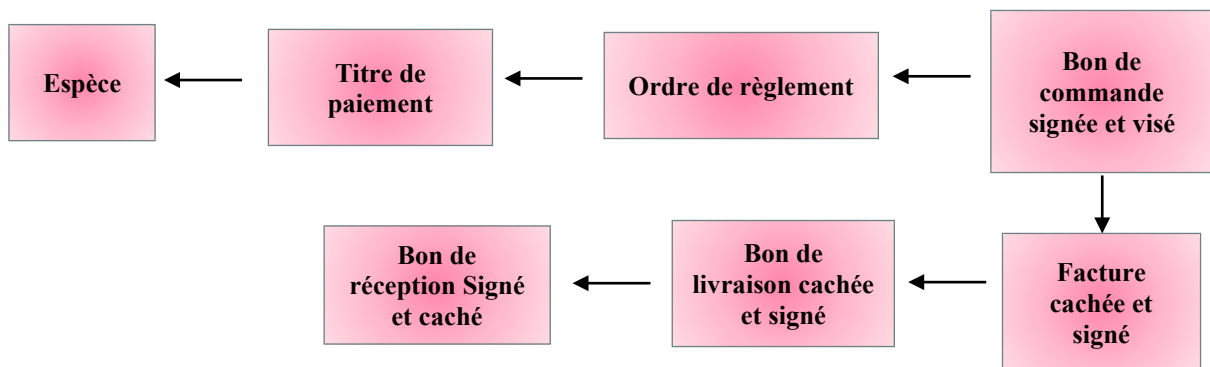 Espèce
Titre de
paiement
Ordre de règlement
Bon de
commande
signée et visé
Bon de
réception Signé
et caché
Bon de
livraison cachée
et signé
Facture
cachée et
signé